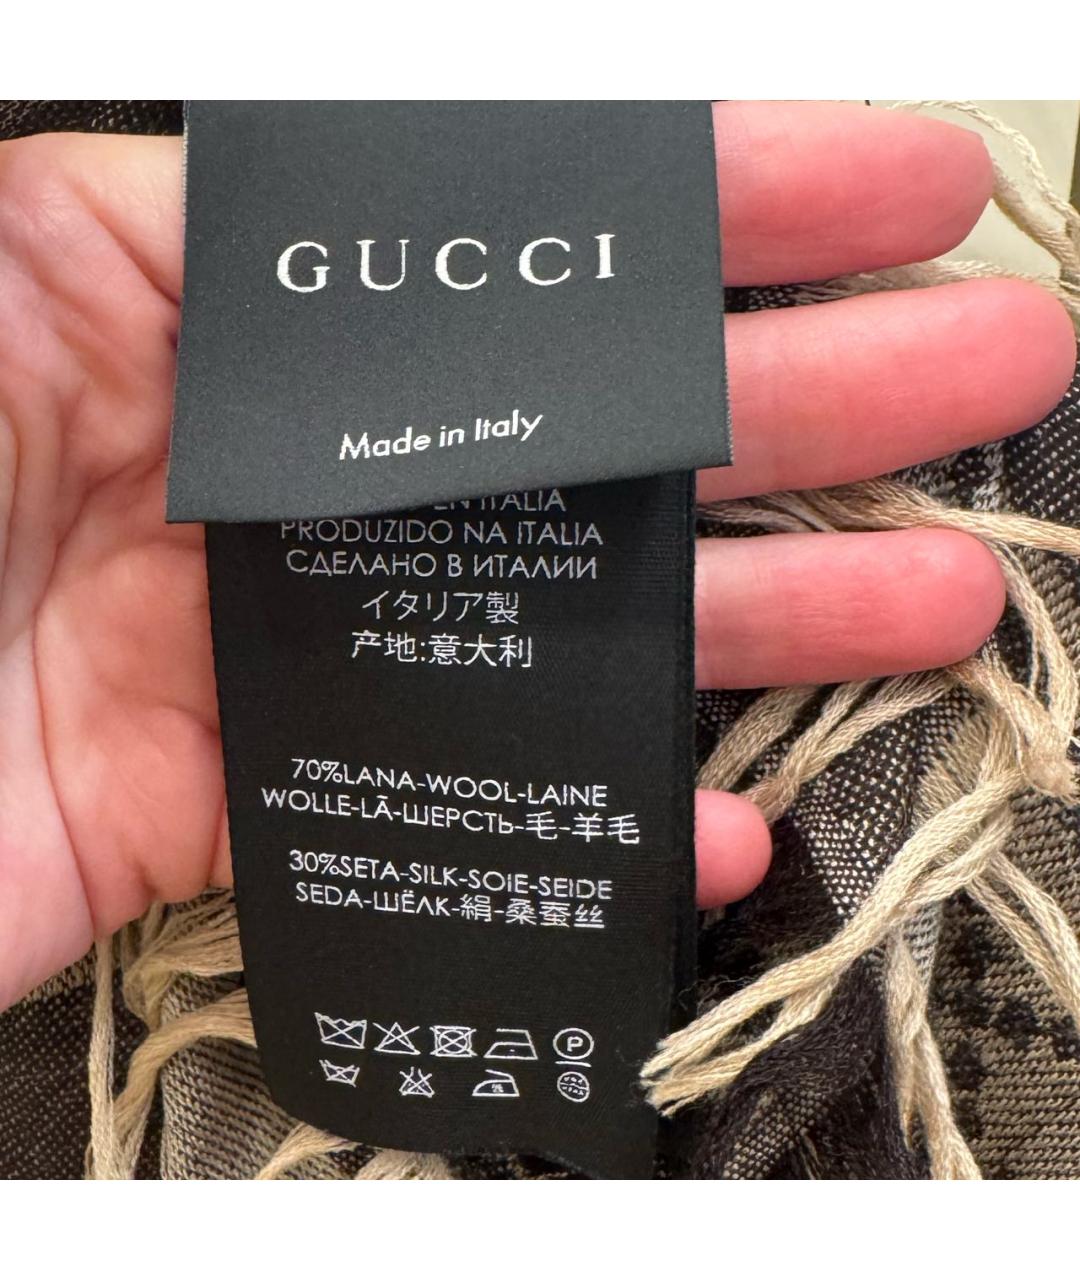 GUCCI
Made in Italy
EN ITALIA
PRODUZIDO NA ITALIA
СДЕЛАНО В ИТАЛИИ
イタリア製
产地:意大利
70%LANA-WOOL-LAINE
WOLLE-LÃ-ШЕРСТЬ-毛-羊毛
30%SETA-SILK-SOIE-SEIDE
SEDA-ШЁЛК-絹-桑蚕丝
P